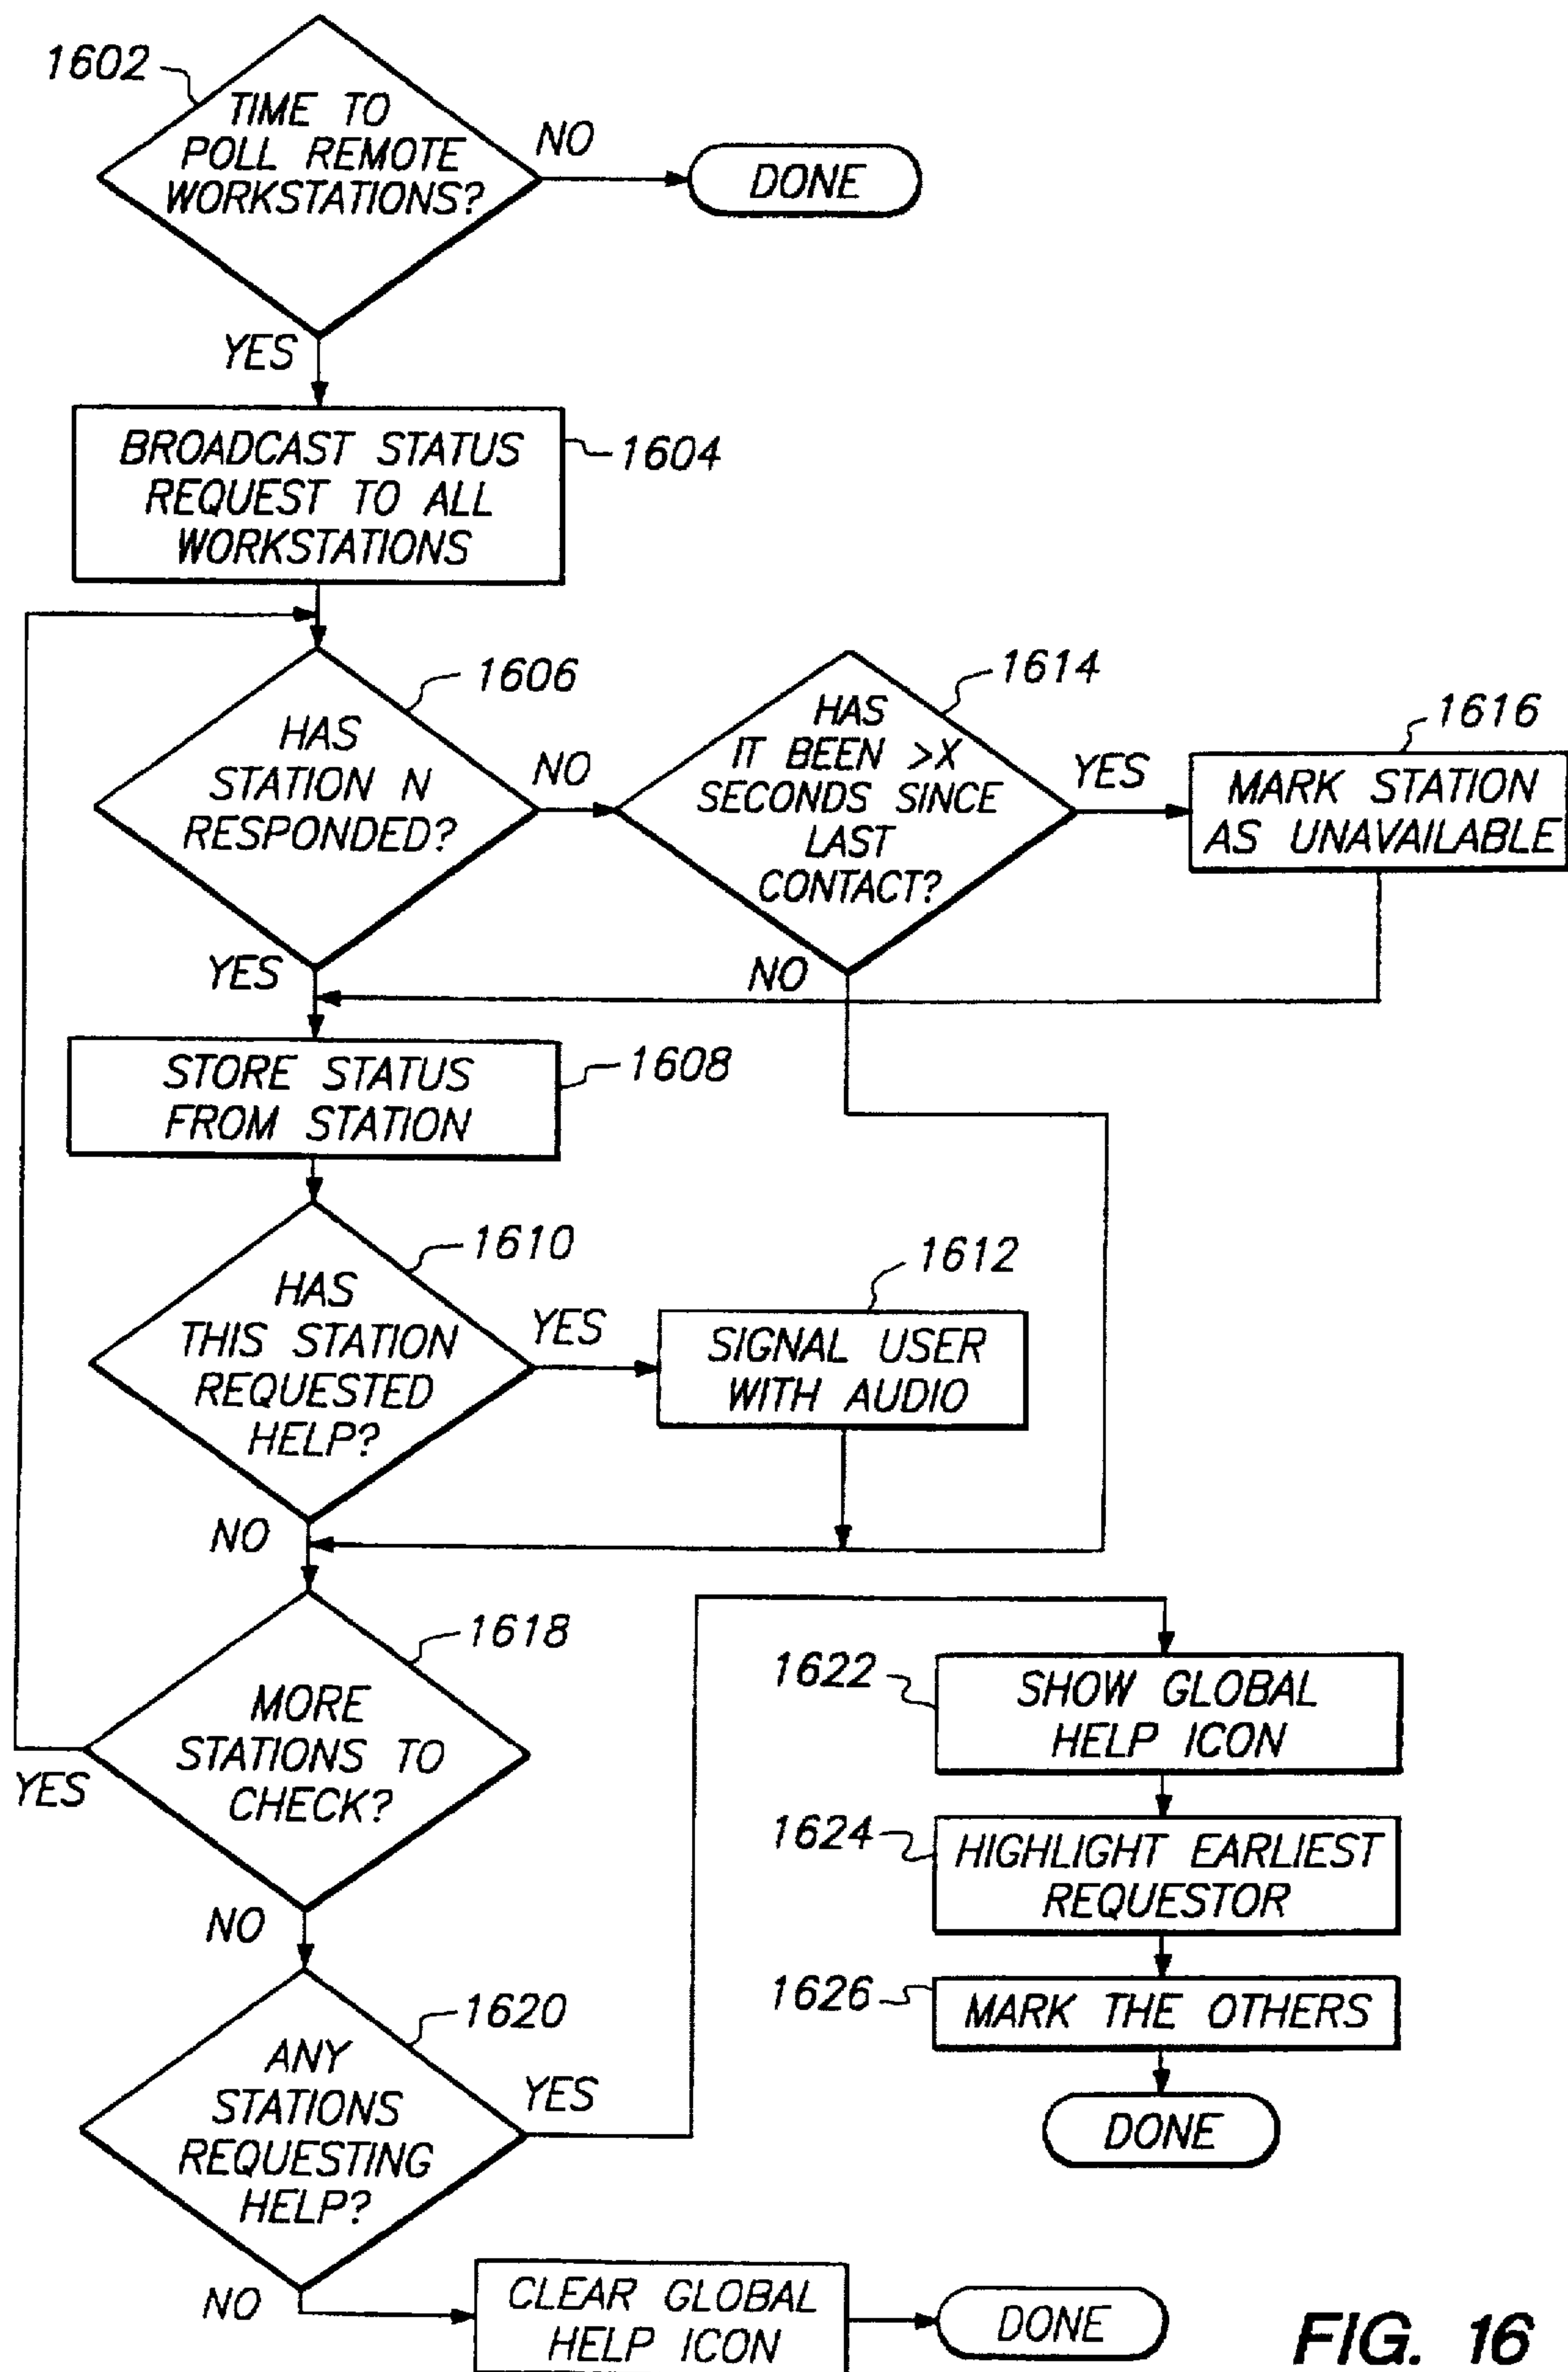 1602
TIME TO
POLL REMOTE
WORKSTATIONS?
NO
DONE
YES
BROADCAST STATUS
REQUEST TO ALL
WORKSTATIONS
1604
1606
HAS
STATION N
RESPONDED?
NO
YES
1614
HAS
IT BEEN >X
SECONDS SINCE
LAST
CONTACT?
YES
NO
1616
MARK STATION
AS UNAVAILABLE
STORE STATUS
FROM STATION
1608
1610
HAS
THIS STATION
REQUESTED
HELP?
YES
NO
1612
SIGNAL USER
WITH AUDIO
1618
MORE
STATIONS TO
CHECK?
YES
NO
1620
ANY
STATIONS
REQUESTING
HELP?
YES
NO
1622
SHOW GLOBAL
HELP ICON
1624
HIGHLIGHT EARLIEST
REQUESTOR
1626
MARK THE OTHERS
DONE
CLEAR GLOBAL
HELP ICON
DONE
FIG. 16